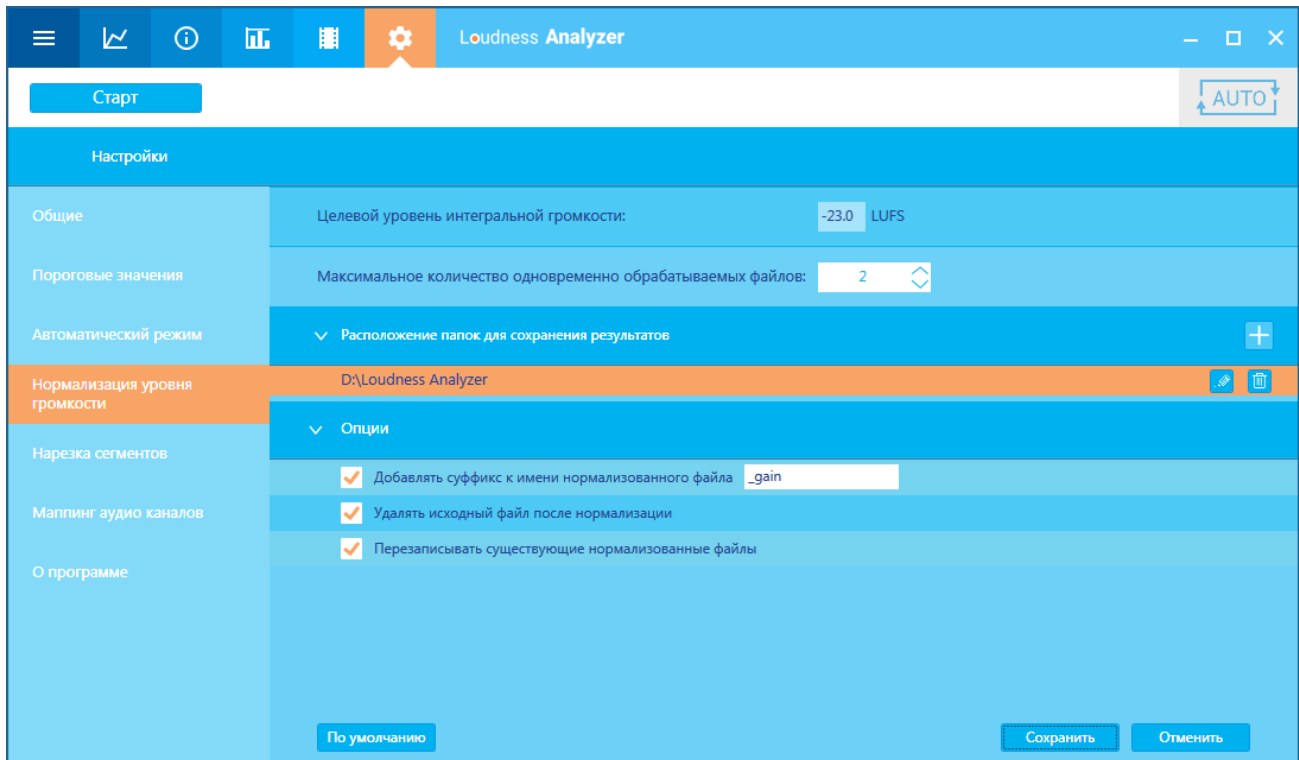 Loudness Analyzer
Старт
AUTO
Настройки
Общие
Пороговые значения
Автоматический режим
Нормализация уровня
громкости
Нарезка сегментов
Маппинг аудио каналов
О программе
Целевой уровень интегральной громкости: -23.0 LUFS
Максимальное количество одновременно обрабатываемых файлов: 2
Расположение папок для сохранения результатов
D:\Loudness Analyzer
Опции
Добавлять суффикс к имени нормализованного файла _gain
Удалять исходный файл после нормализации
Перезаписывать существующие нормализованные файлы
По умолчанию Сохранить Отменить